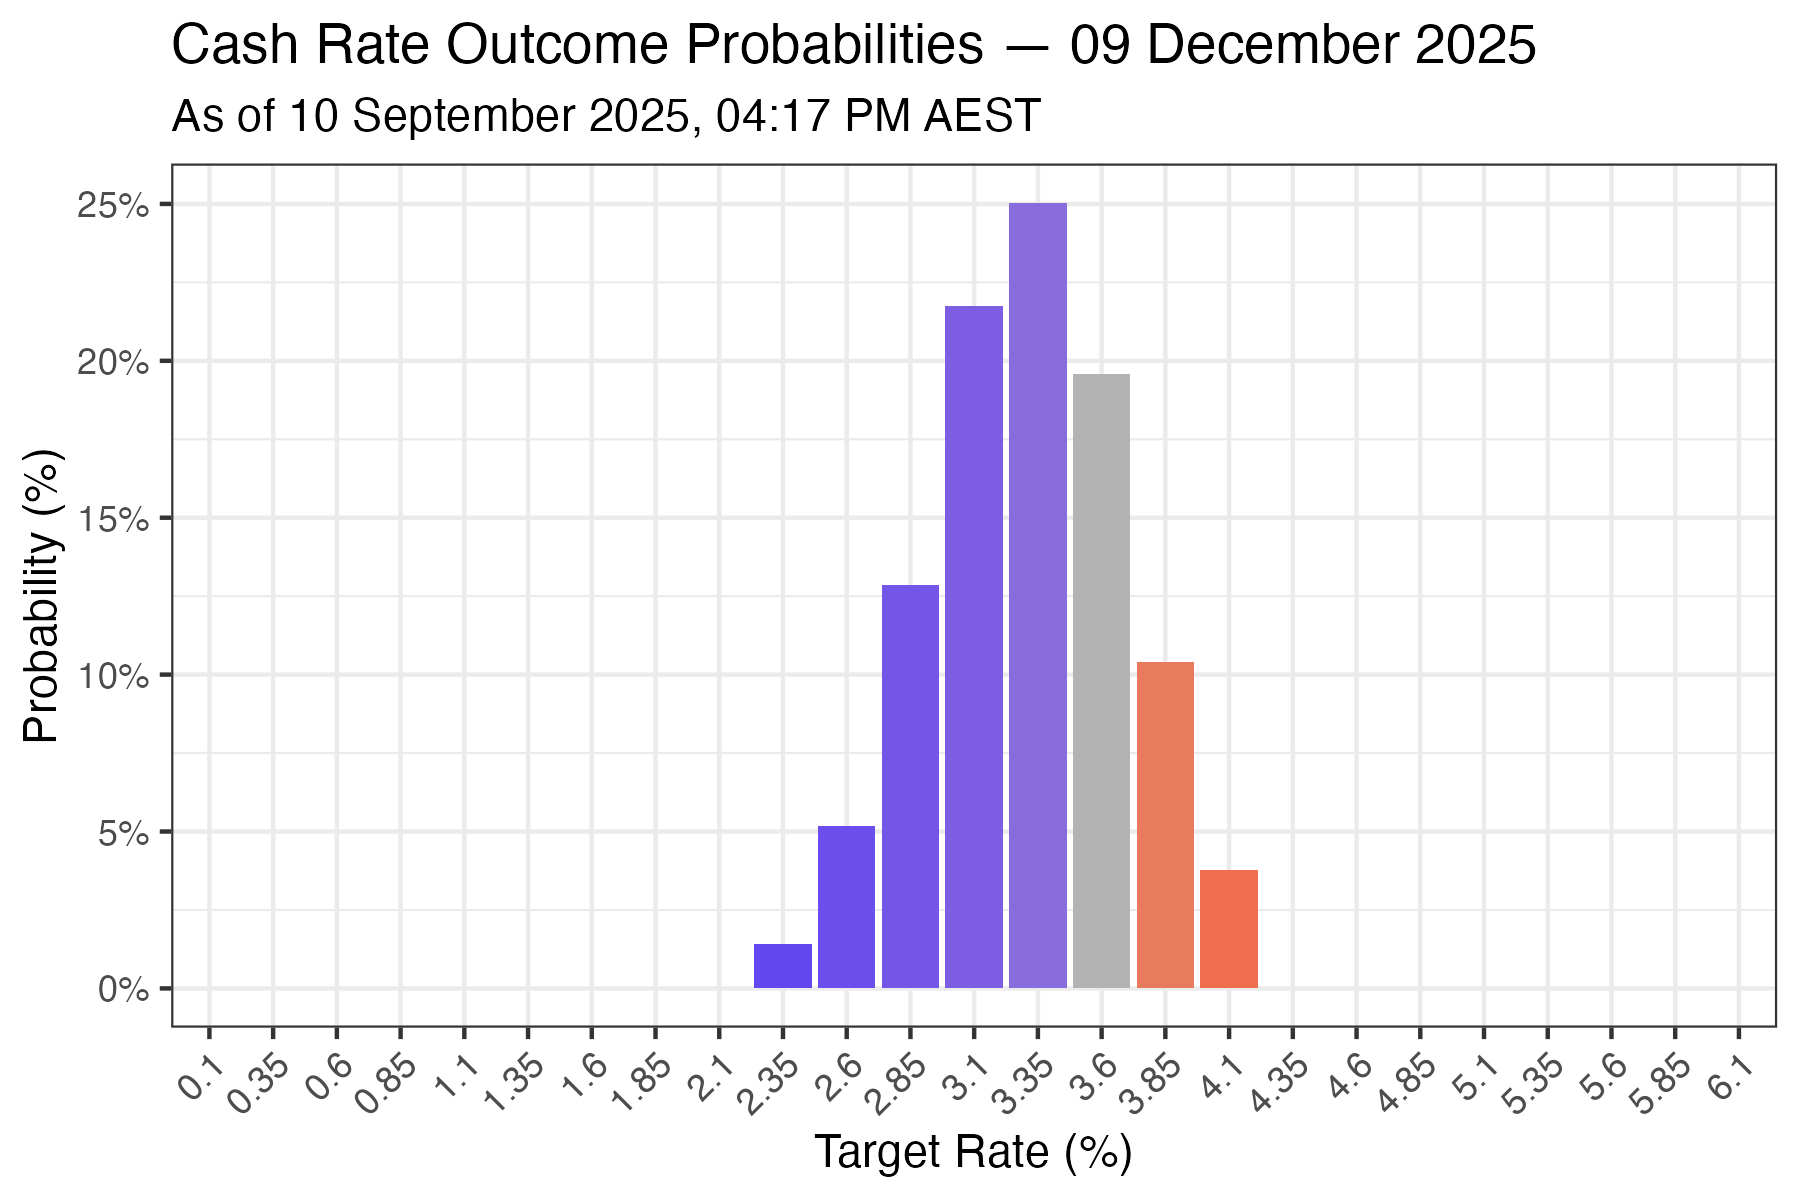 Cash Rate Outcome Probabilities — 09 December 2025
As of 10 September 2025, 04:17 PM AEST
Probability (%)
25%
20%
15%
10%
5%
0%
0.1 0.35 0.6 0.85 1.1 1.35 1.6 1.85 2.1 2.35 2.6 2.85 3.1 3.35 3.6 3.85 4.1 4.35 4.6 4.85 5.1 5.35 5.6 5.85 6.1
Target Rate (%)